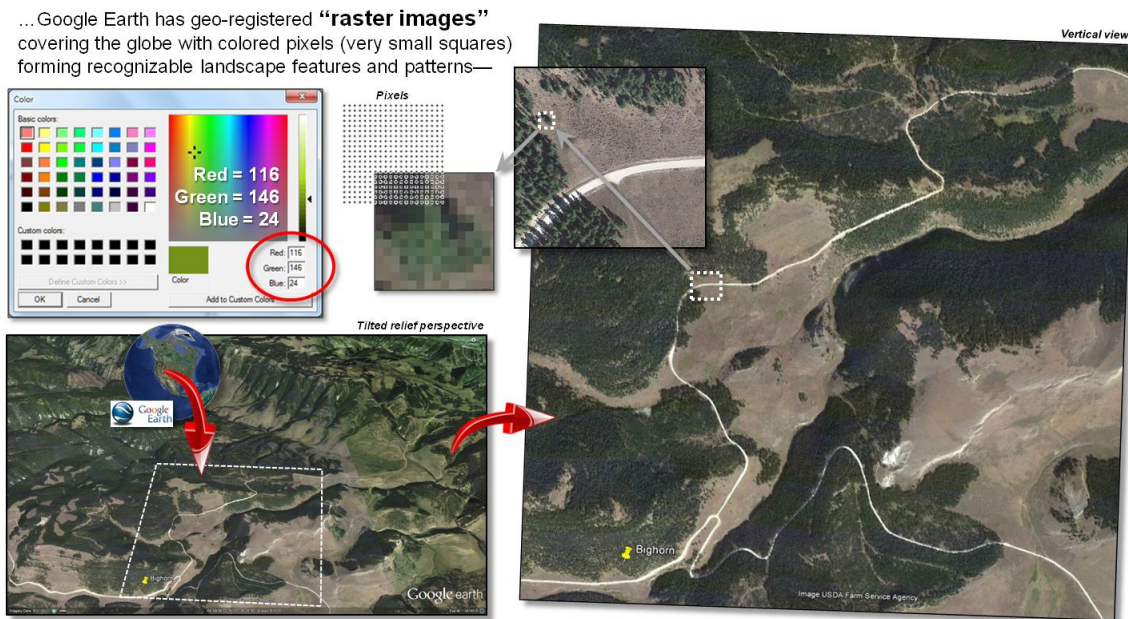 …Google Earth has geo-registered “raster images”
covering the globe with colored pixels (very small squares)
forming recognizable landscape features and patterns—
Vertical view
Color
Basic colors:
Red = 116
Green = 146
Blue = 24
Custom colors:
Define Custom Colors >>
OK
Cancel
Color
Red: 116
Green: 146
Blue: 24
Add to Custom Colors
Pixels
Tilted relief perspective
Google
Earth
Bighorn
Google earth
Bighorn
Image USDA Farm Service Agency